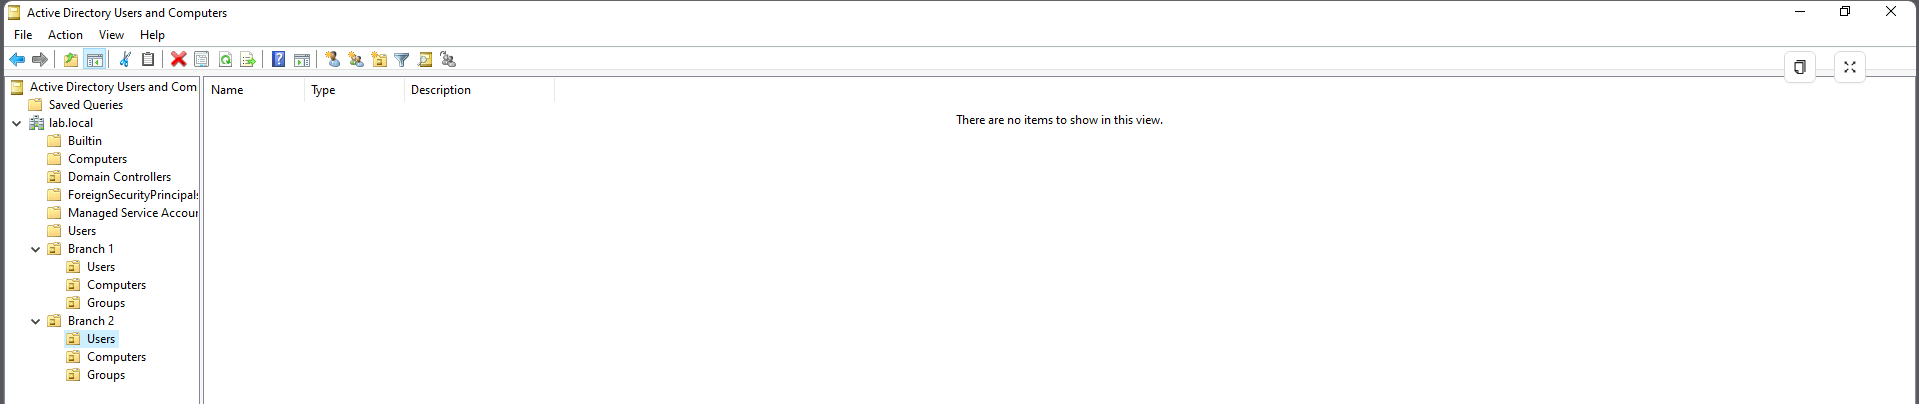 Active Directory Users and Computers
File Action View Help
Active Directory Users and Com
Saved Queries
lab.local
Builtin
Computers
Domain Controllers
ForeignSecurityPrincipals
Managed Service Accour
Users
Branch 1
Users
Computers
Groups
Branch 2
Users
Computers
Groups
Name Type Description
There are no items to show in this view.